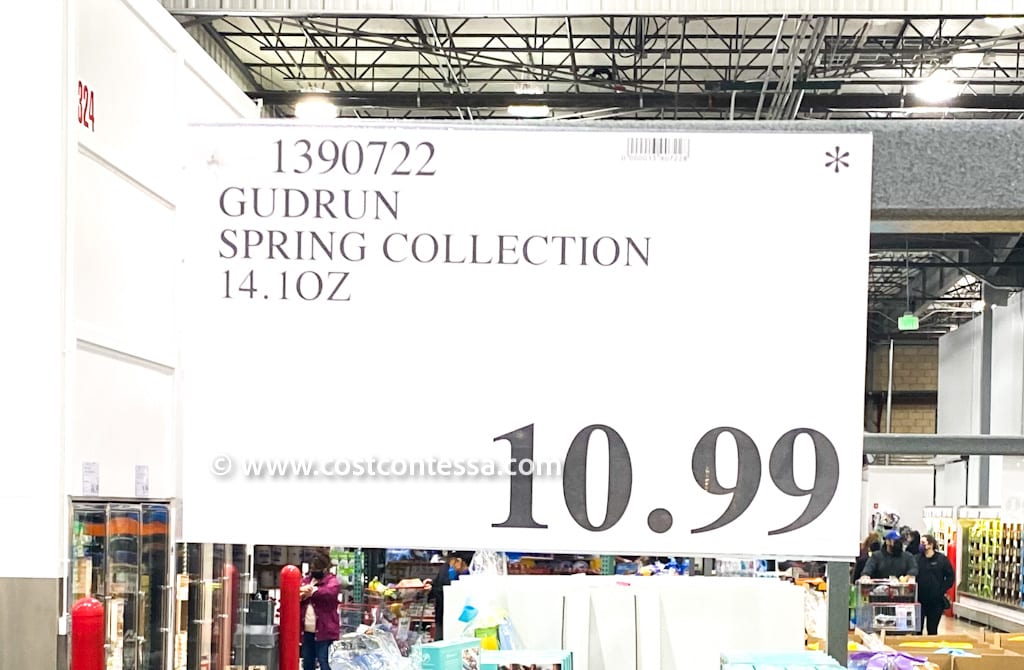 324
1390722
*
GUDRUN
SPRING COLLECTION
14.1OZ
10.99
© www.costcontessa.com